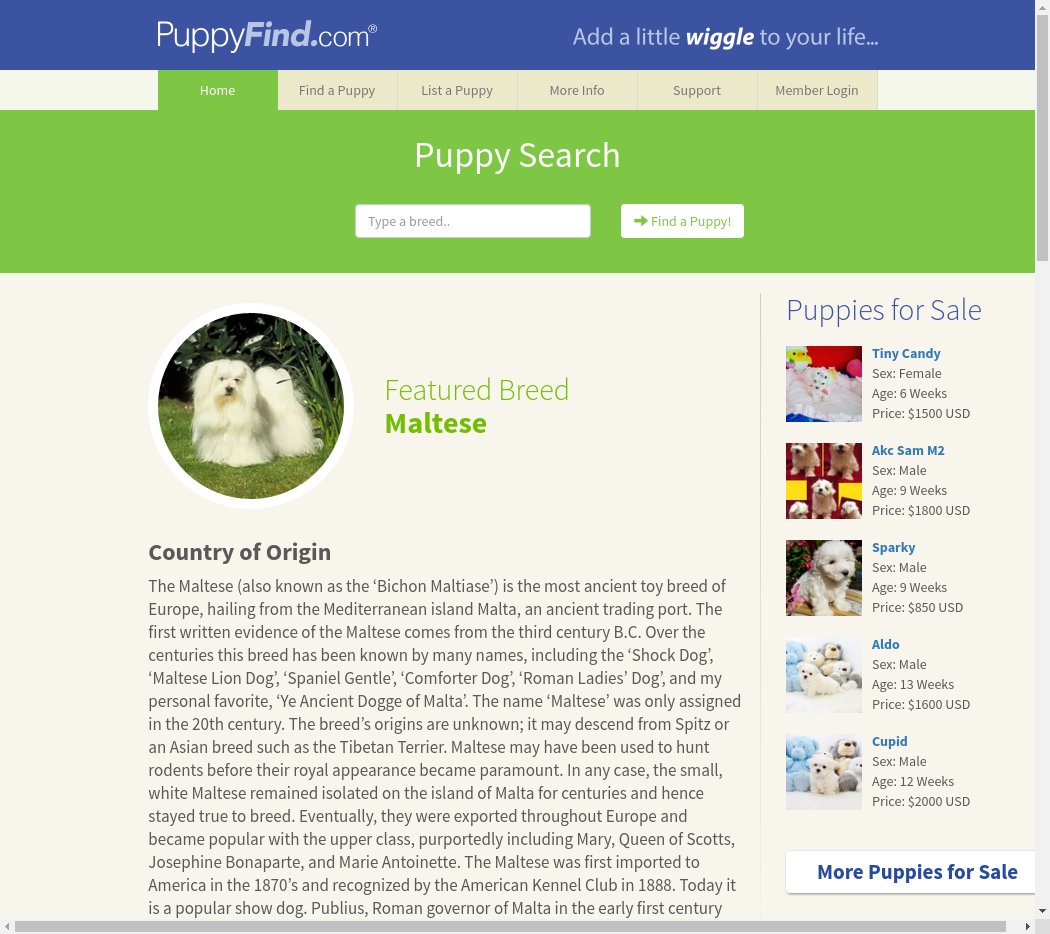 PuppyFind.com®
Add a little wiggle to your life...
Home
Find a Puppy
List a Puppy
More Info
Support
Member Login
Puppy Search
Type a breed..
Find a Puppy!
Featured Breed
Maltese
Country of Origin
The Maltese (also known as the ‘Bichon Maltiase’) is the most ancient toy breed of
Europe, hailing from the Mediterranean island Malta, an ancient trading port. The
first written evidence of the Maltese comes from the third century B.C. Over the
centuries this breed has been known by many names, including the ‘Shock Dog’,
‘Maltese Lion Dog’, ‘Spaniel Gentle’, ‘Comforter Dog’, ‘Roman Ladies’ Dog’, and my
personal favorite, ‘Ye Ancient Dogge of Malta’. The name ‘Maltese’ was only assigned
in the 20th century. The breed’s origins are unknown; it may descend from Spitz or
an Asian breed such as the Tibetan Terrier. Maltese may have been used to hunt
rodents before their royal appearance became paramount. In any case, the small,
white Maltese remained isolated on the island of Malta for centuries and hence
stayed true to breed. Eventually, they were exported throughout Europe and
became popular with the upper class, purportedly including Mary, Queen of Scotts,
Josephine Bonaparte, and Marie Antoinette. The Maltese was first imported to
America in the 1870’s and recognized by the American Kennel Club in 1888. Today it
is a popular show dog. Publius, Roman governor of Malta in the early first century
Puppies for Sale
Tiny Candy
Sex: Female
Age: 6 Weeks
Price: $1500 USD
Akc Sam M2
Sex: Male
Age: 9 Weeks
Price: $1800 USD
Sparky
Sex: Male
Age: 9 Weeks
Price: $850 USD
Aldo
Sex: Male
Age: 13 Weeks
Price: $1600 USD
Cupid
Sex: Male
Age: 12 Weeks
Price: $2000 USD
More Puppies for Sale